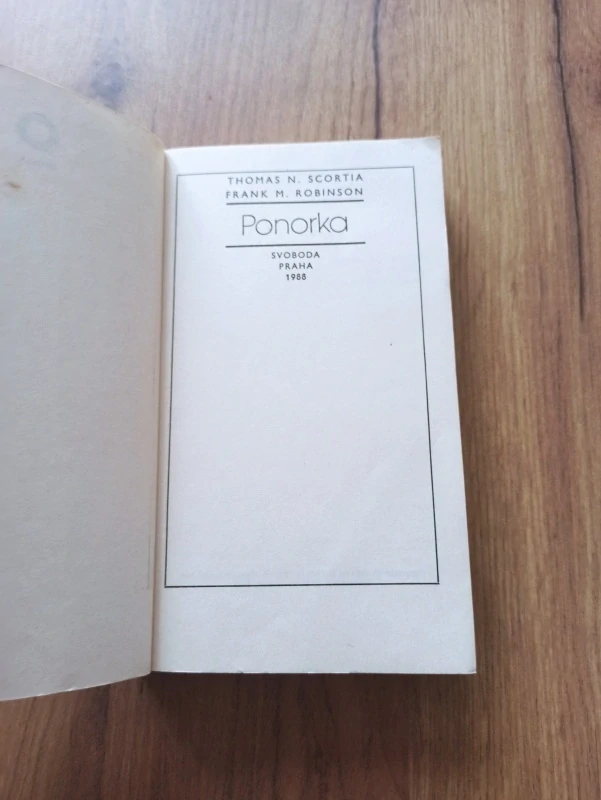 THOMAS N. SCORTIA
FRANK M. ROBINSON
Ponorka
SVOBODA
PRAHA
1988